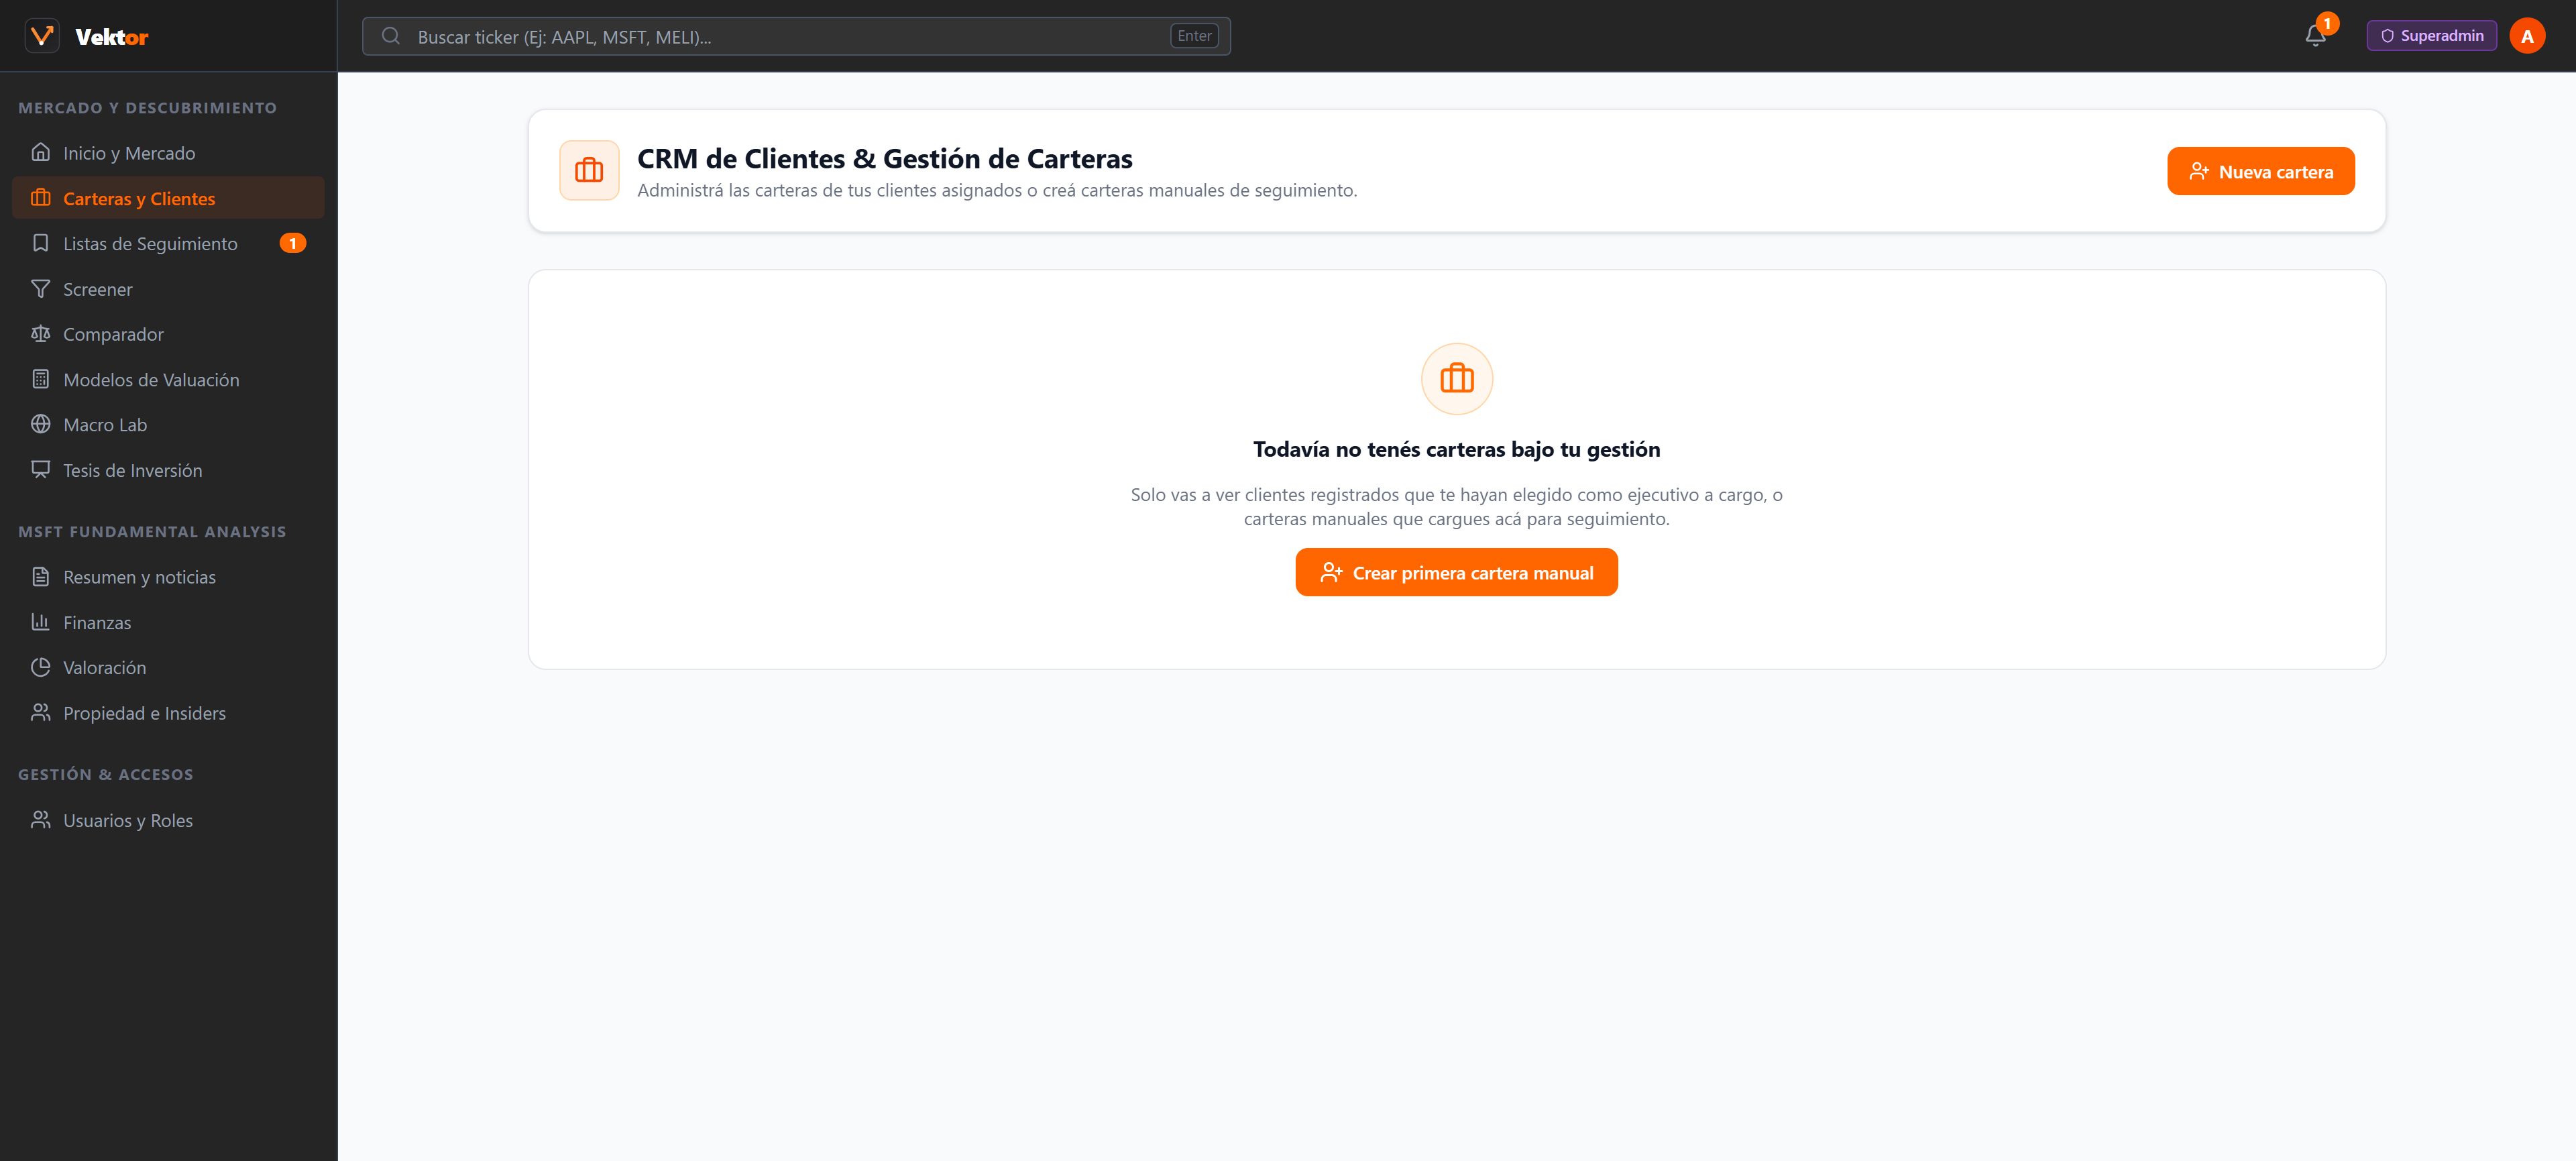 Vektor
Buscar ticker (Ej: AAPL, MSFT, MELI)...
Enter
1
Superadmin
A
MERCADO Y DESCUBRIMIENTO
Inicio y Mercado
Carteras y Clientes
Listas de Seguimiento
1
Screener
Comparador
Modelos de Valuación
Macro Lab
Tesis de Inversión
MSFT FUNDAMENTAL ANALYSIS
Resumen y noticias
Finanzas
Valoración
Propiedad e Insiders
GESTIÓN & ACCESOS
Usuarios y Roles
CRM de Clientes & Gestión de Carteras
Administrá las carteras de tus clientes asignados o creá carteras manuales de seguimiento.
Nueva cartera
Todavía no tenés carteras bajo tu gestión
Solo vas a ver clientes registrados que te hayan elegido como ejecutivo a cargo, o
carteras manuales que cargues acá para seguimiento.
Crear primera cartera manual